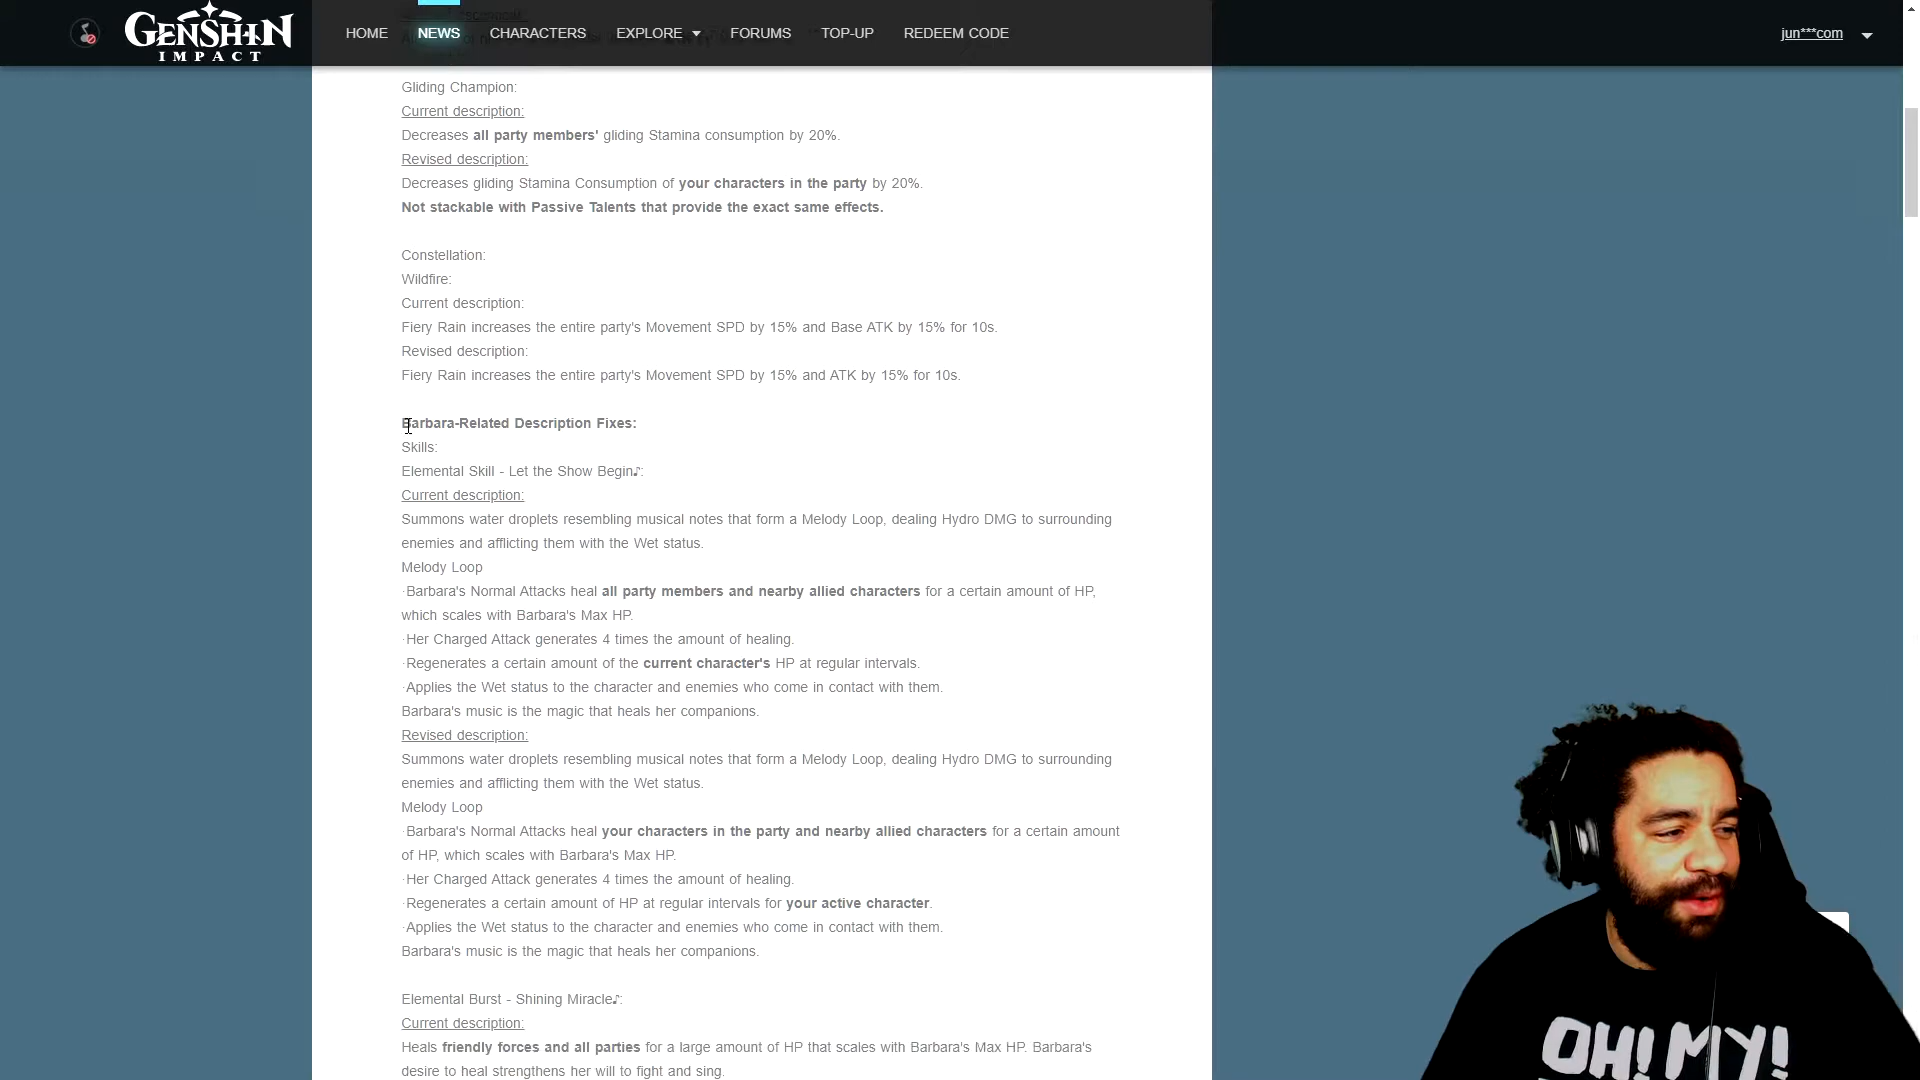 GENSHIN
IMPACT
HOME NEWS CHARACTERS EXPLORE FORUMS TOP-UP REDEEM CODE
jun***com
Gliding Champion:
Current description:
Decreases all party members' gliding Stamina consumption by 20%.
Revised description:
Decreases gliding Stamina Consumption of your characters in the party by 20%.
Not stackable with Passive Talents that provide the exact same effects.
Constellation:
Wildfire:
Current description:
Fiery Rain increases the entire party's Movement SPD by 15% and Base ATK by 15% for 10s.
Revised description:
Fiery Rain increases the entire party's Movement SPD by 15% and ATK by 15% for 10s.
Barbara-Related Description Fixes:
Skills:
Elemental Skill - Let the Show Begin♪:
Current description:
Summons water droplets resembling musical notes that form a Melody Loop, dealing Hydro DMG to surrounding
enemies and afflicting them with the Wet status.
Melody Loop
·Barbara's Normal Attacks heal all party members and nearby allied characters for a certain amount of HP,
which scales with Barbara's Max HP.
·Her Charged Attack generates 4 times the amount of healing.
·Regenerates a certain amount of the current character's HP at regular intervals.
·Applies the Wet status to the character and enemies who come in contact with them.
Barbara's music is the magic that heals her companions.
Revised description:
Summons water droplets resembling musical notes that form a Melody Loop, dealing Hydro DMG to surrounding
enemies and afflicting them with the Wet status.
Melody Loop
·Barbara's Normal Attacks heal your characters in the party and nearby allied characters for a certain amount
of HP, which scales with Barbara's Max HP.
·Her Charged Attack generates 4 times the amount of healing.
·Regenerates a certain amount of HP at regular intervals for your active character.
·Applies the Wet status to the character and enemies who come in contact with them.
Barbara's music is the magic that heals her companions.
Elemental Burst - Shining Miracle♪:
Current description:
Heals friendly forces and all parties for a large amount of HP that scales with Barbara's Max HP. Barbara's
desire to heal strengthens her will to fight and sing.
OH! MY!